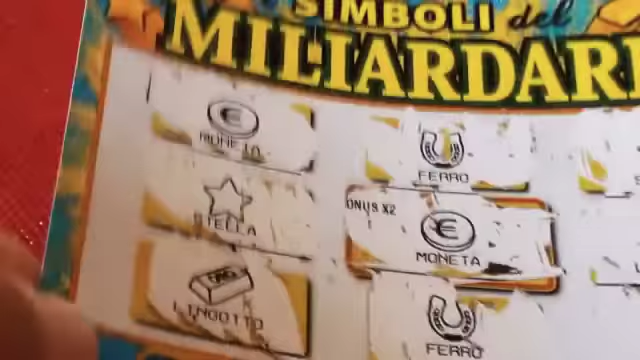 SIMBOLI del
MILIARDAR
MONETA
FERRO
STELLA
ONUS X2
MONETA
LINGOTTO
FERRO